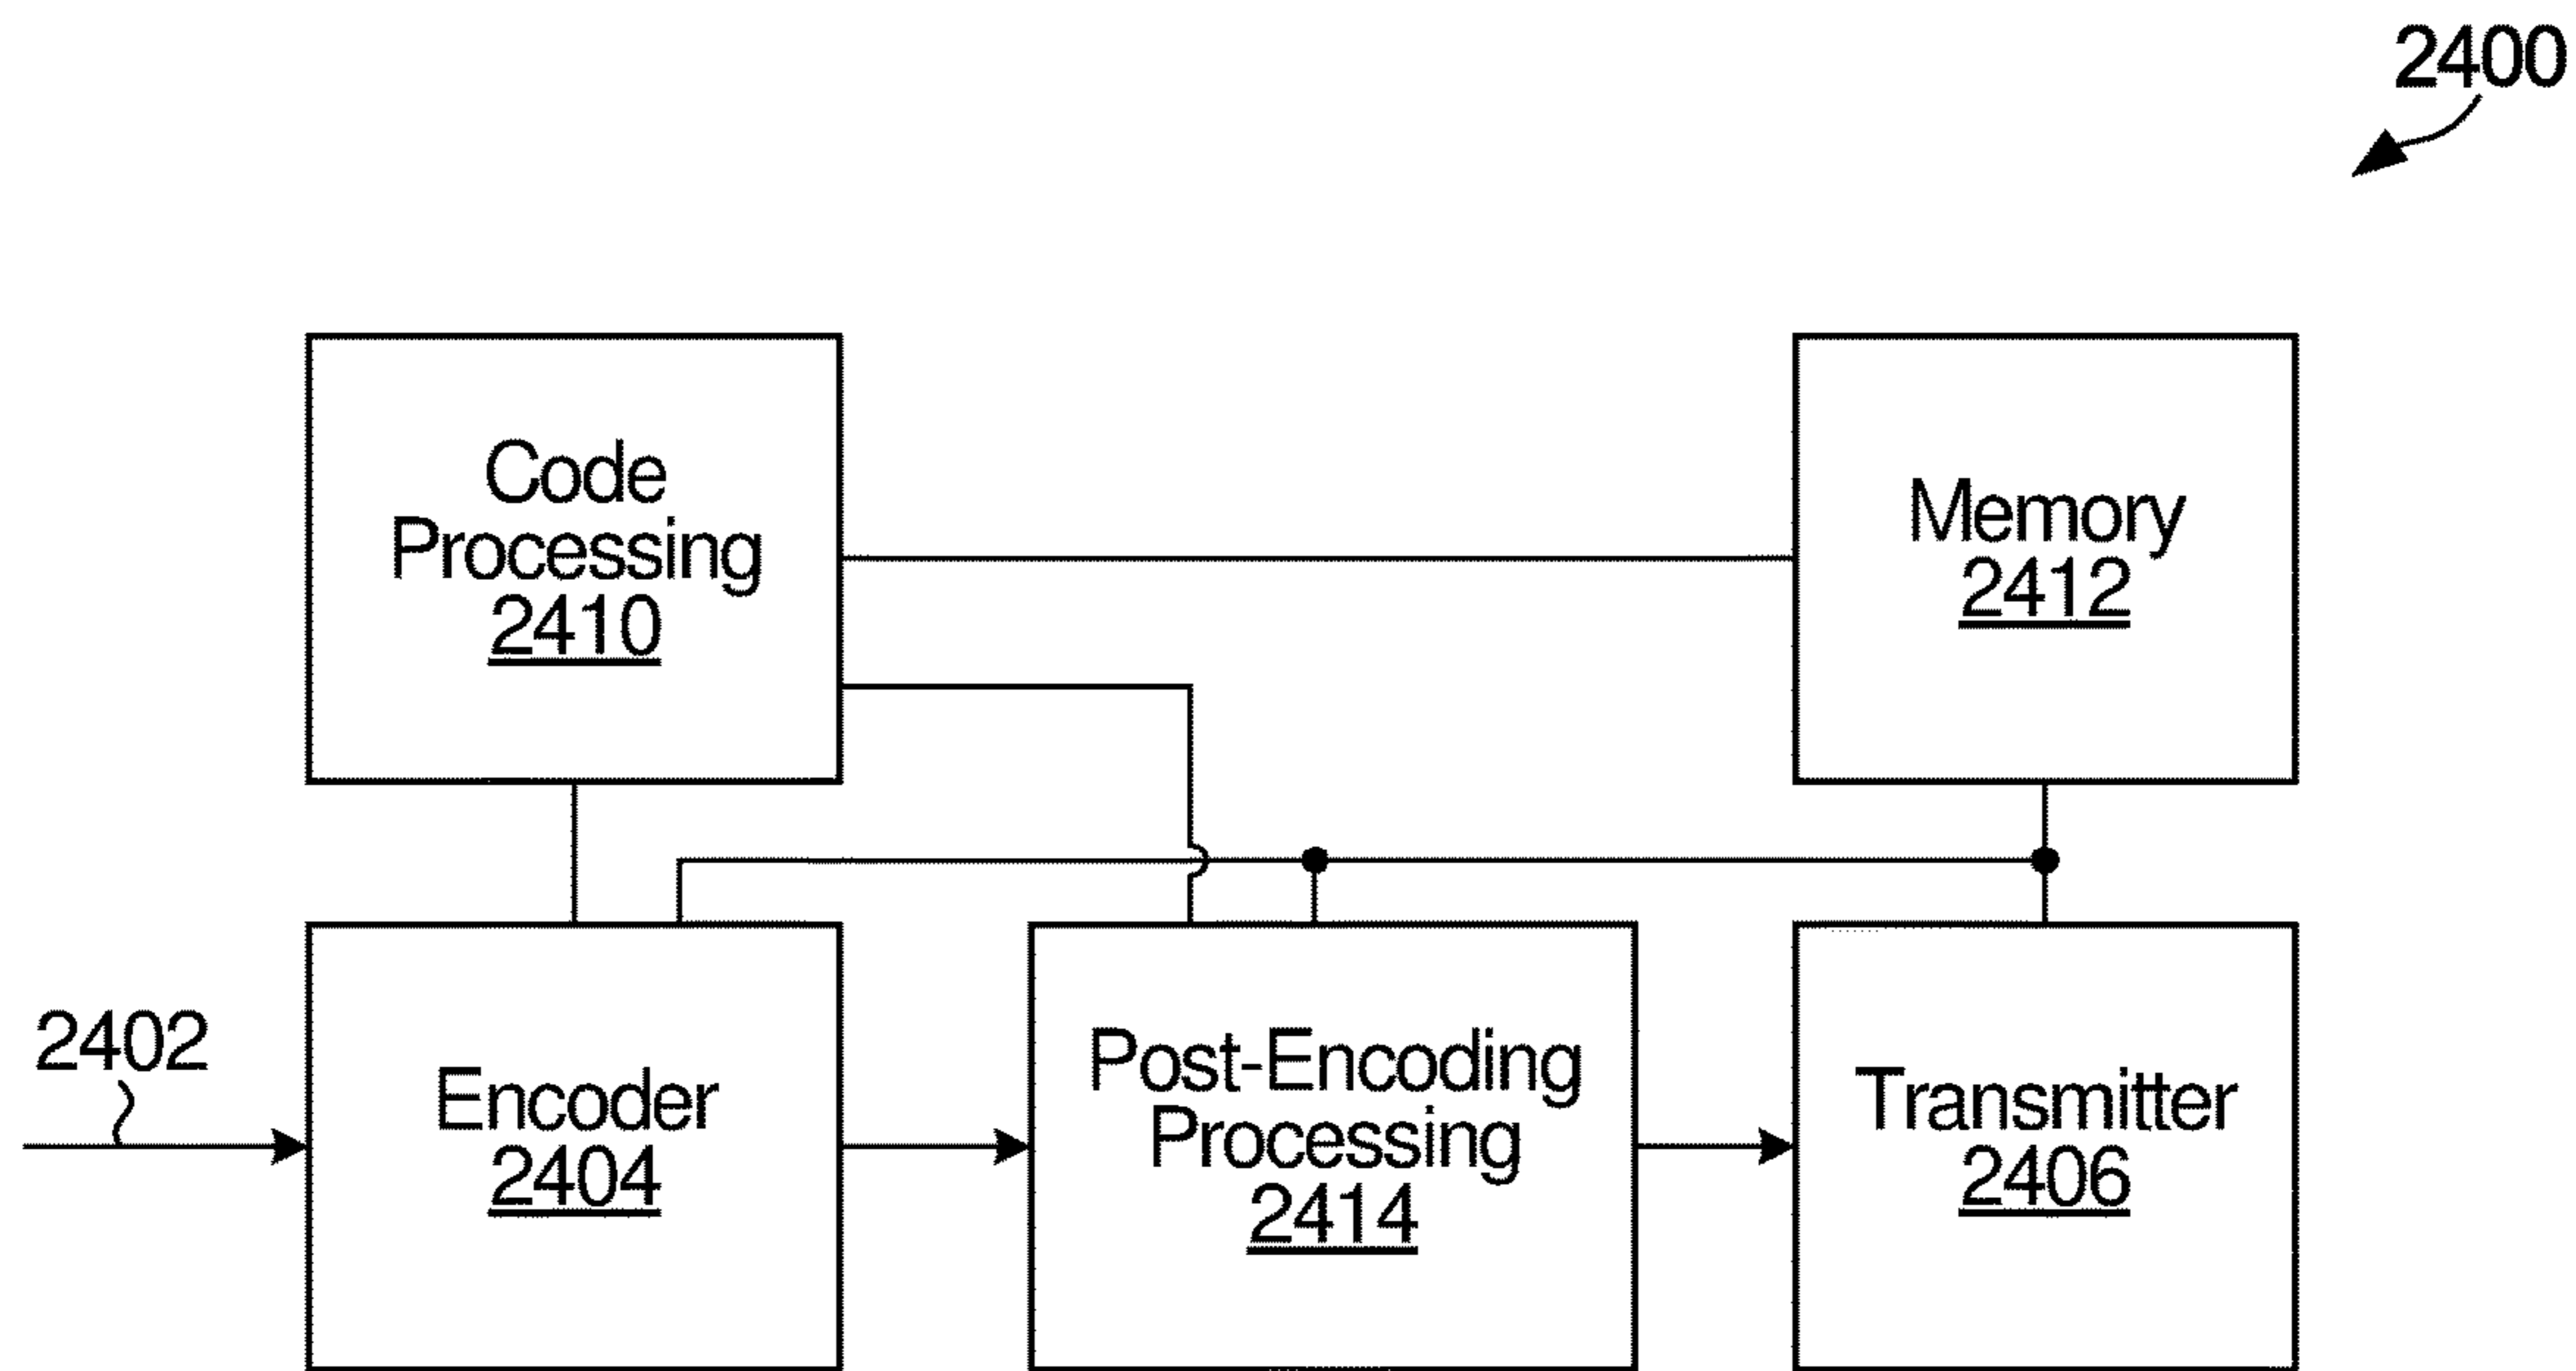 2400
Code
Processing
2410
Memory
2412
2402
Encoder
2404
Post-Encoding
Processing
2414
Transmitter
2406